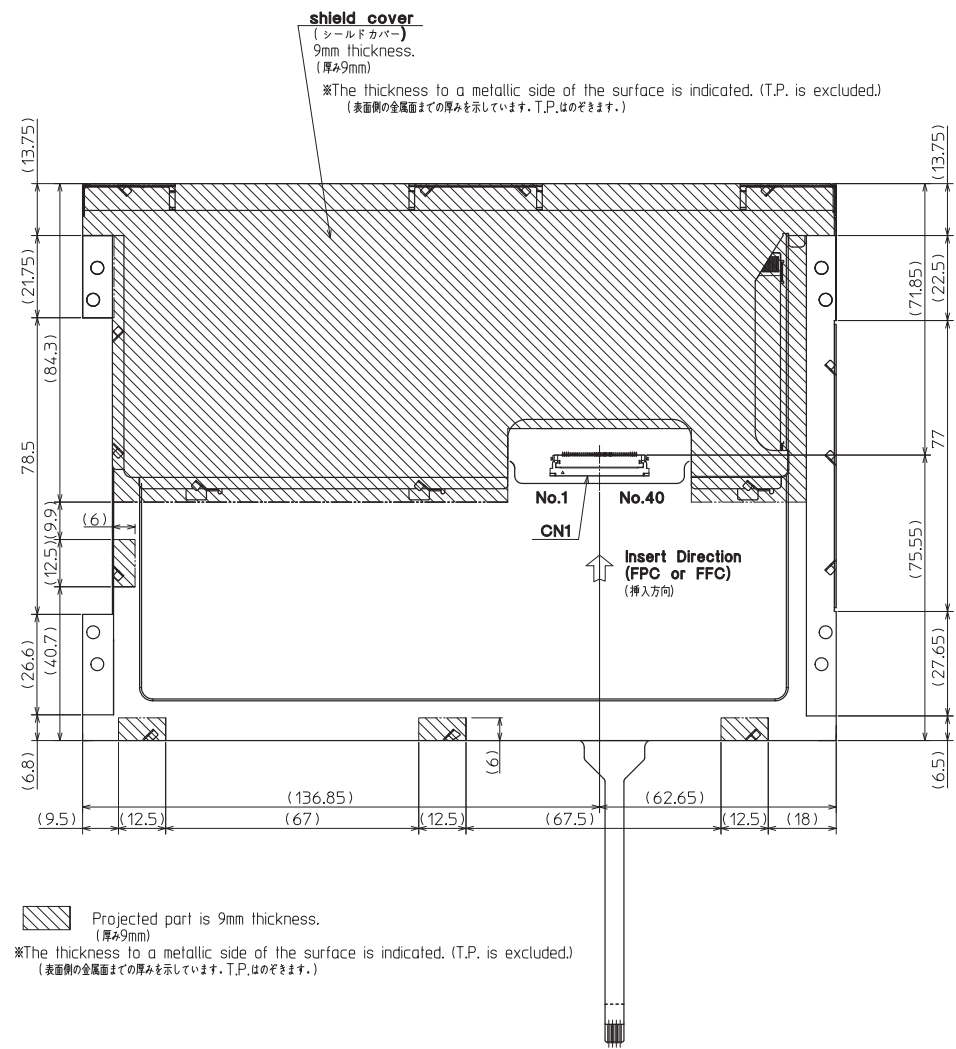 shield cover
(シールドカバー)
9mm thickness.
(厚み9mm)
※The thickness to a metallic side of the surface is indicated. (T.P. is excluded.)
(表面側の金属面までの厚みを示しています。T.P.はのぞきます。)
(13.75)
(13.75)
(21.75)
(22.5)
(71.85)
(84.3)
78.5
77
No.1
No.40
CN1
(9.9)
(6)
(12.5)
(75.55)
Insert Direction
(FPC or FFC)
(挿入方向)
(26.6)
(40.7)
(27.65)
(6.8)
(6)
(6.5)
(136.85)
(62.65)
(9.5)
(12.5)
(67)
(12.5)
(67.5)
(12.5)
(18)
Projected part is 9mm thickness.
(厚み9mm)
※The thickness to a metallic side of the surface is indicated. (T.P. is excluded.)
(表面側の金属面までの厚みを示しています。T.P.はのぞきます。)